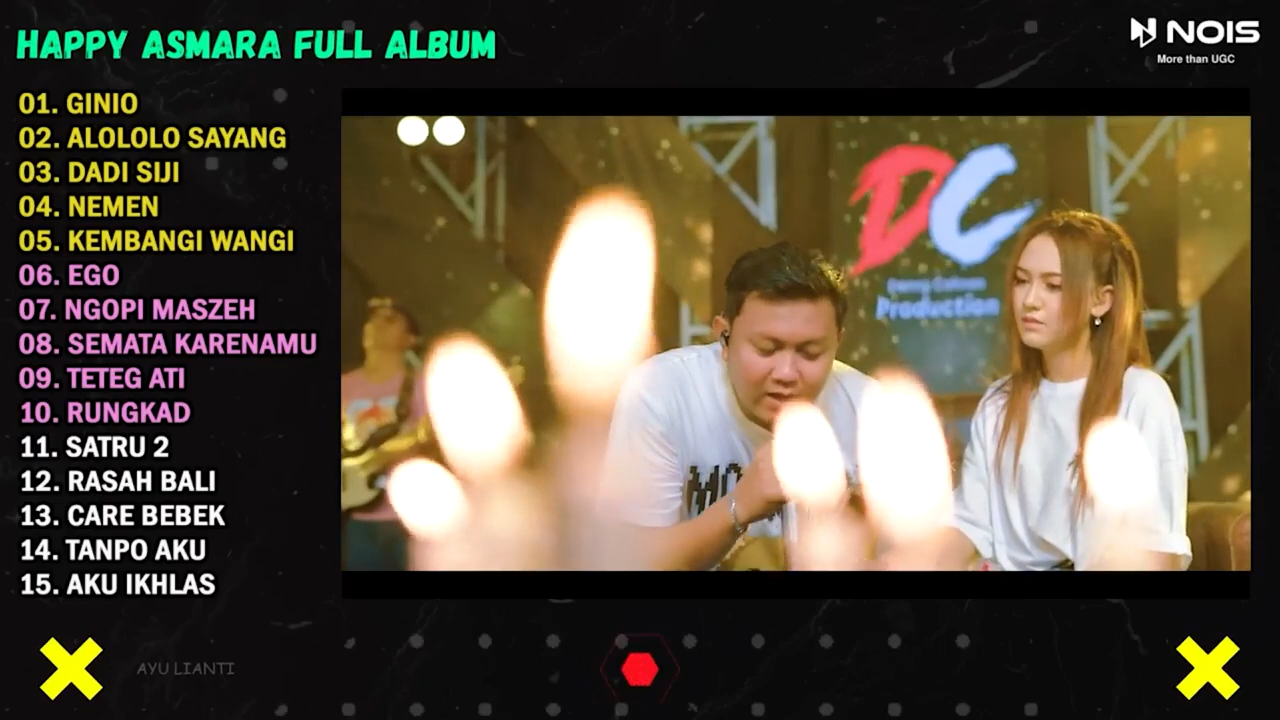 HAPPY ASMARA FULL ALBUM
NOIS
More than UGC
01. GINIO
02. ALOLOLO SAYANG
03. DADI SIJI
04. NEMEN
05. KEMBANGI WANGI
06. EGO
07. NGOPI MASZEH
08. SEMATA KARENAMU
09. TETEG ATI
10. RUNGKAD
11. SATRU 2
12. RASAH BALI
13. CARE BEBEK
14. TANPO AKU
15. AKU IKHLAS
DC
Production
AYU LIANTI